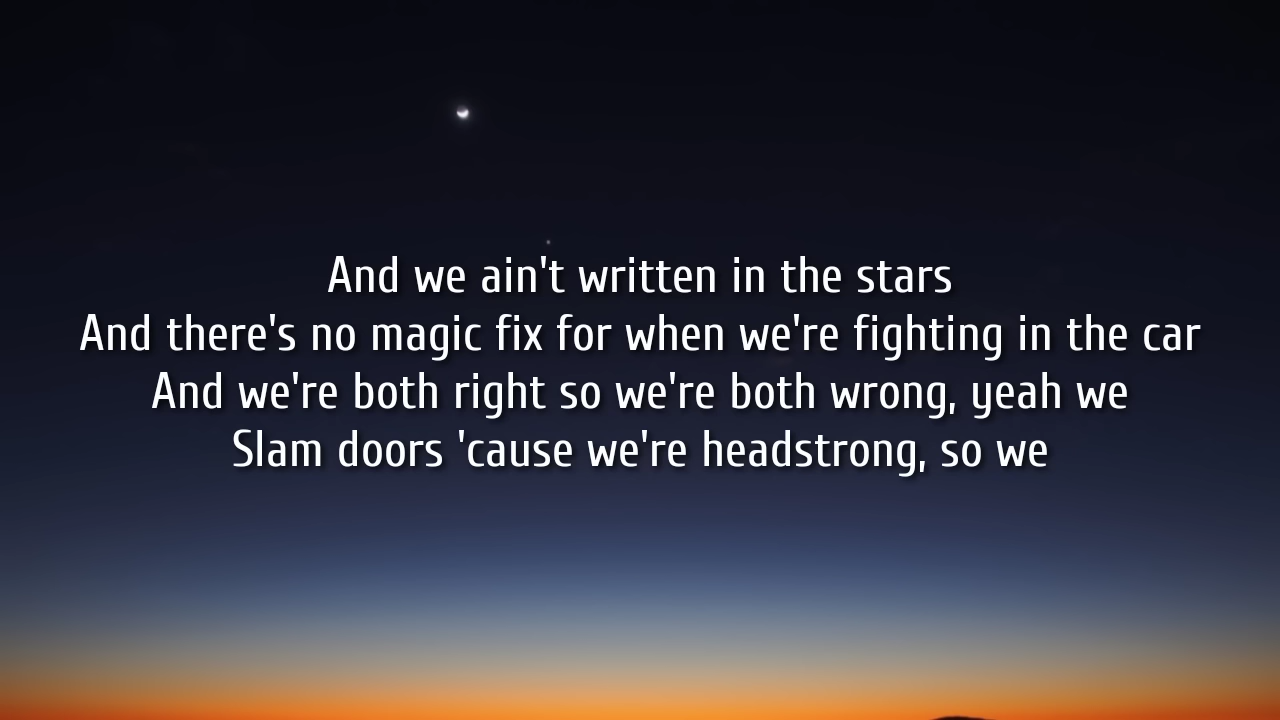 And we ain't written in the stars
And there's no magic fix for when we're fighting in the car
And we're both right so we're both wrong, yeah we
Slam doors 'cause we're headstrong, so we